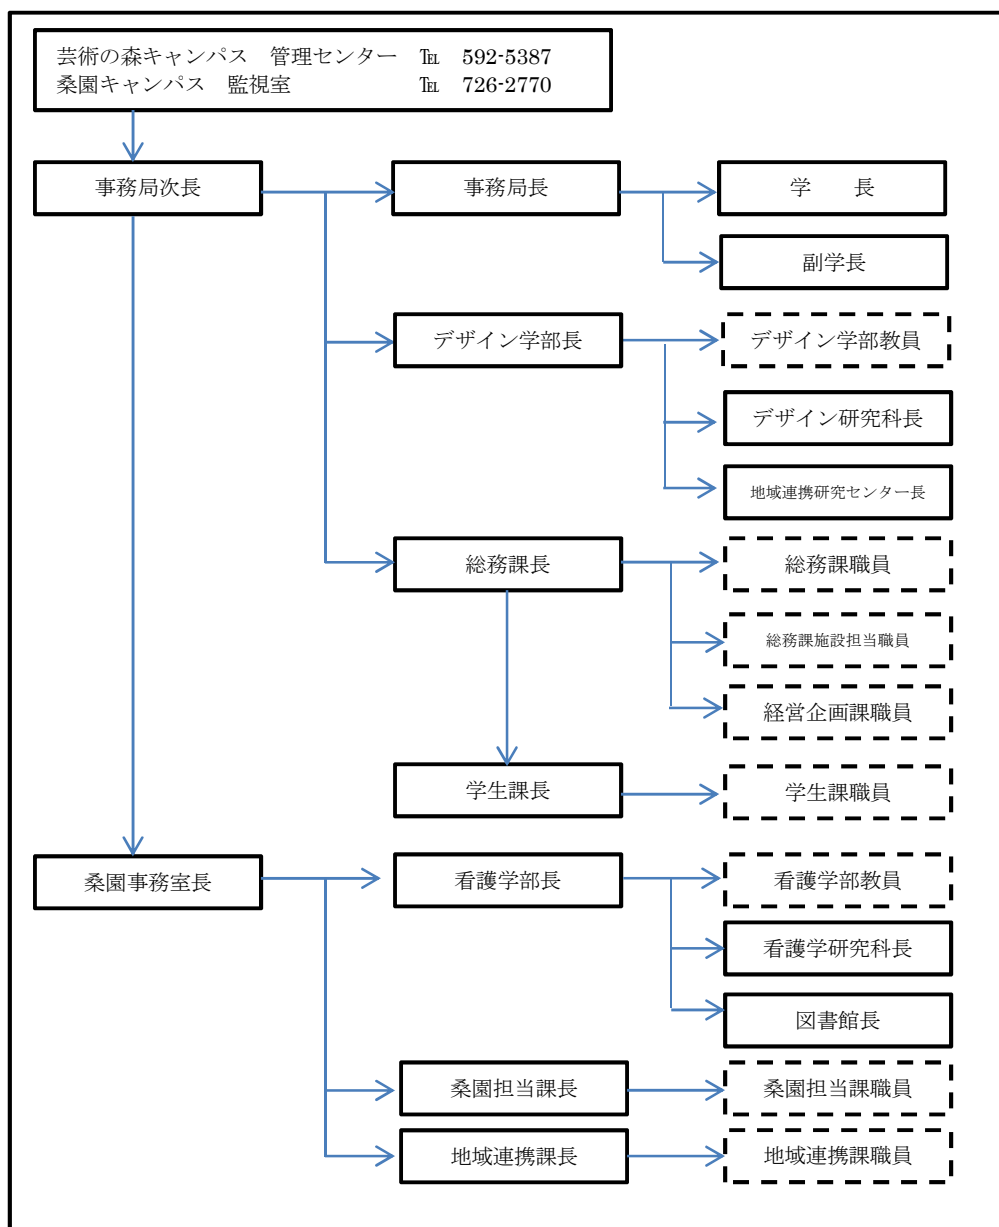 芸術の森キャンパス　管理センター　℡　592-5387
桑園キャンパス　監視室　℡　726-2770
事務局次長
事務局長
学　長
副学長
デザイン学部長
デザイン学部教員
デザイン研究科長
地域連携研究センター長
総務課長
総務課職員
総務課施設担当職員
経営企画課職員
学生課長
学生課職員
桑園事務室長
看護学部長
看護学部教員
看護学研究科長
図書館長
桑園担当課長
桑園担当課職員
地域連携課長
地域連携課職員